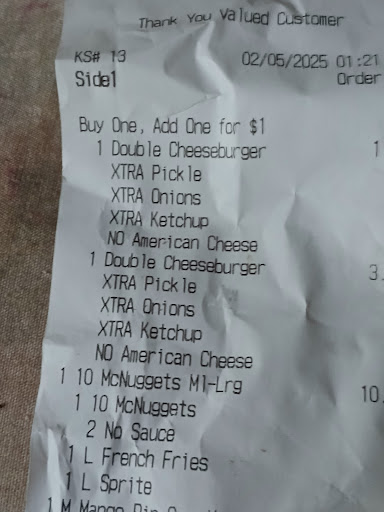 Thank You Valued Customer
KS# 13 02/05/2025 01:21
Side1 Order
Buy One, Add One for $1
1 Double Cheeseburger 1
XTRA Pickle
XTRA Onions
XTRA Ketchup
NO American Cheese
1 Double Cheeseburger 3.
XTRA Pickle
XTRA Onions
XTRA Ketchup
NO American Cheese
1 10 McNuggets Ml-Lrg 10.
1 10 McNuggets
2 No Sauce
1 L French Fries
1 L Sprite
1 M Mango